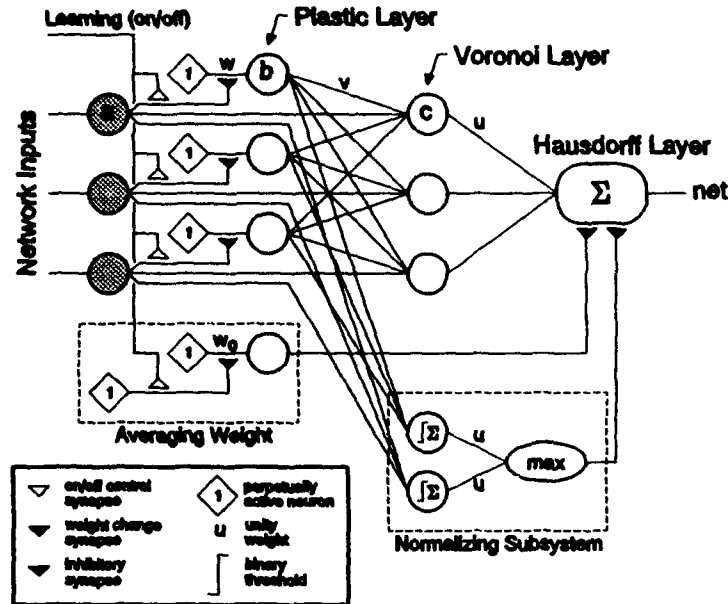 Learning (on/off)
Plastic Layer
Voronoi Layer
Hausdorff Layer
Network Inputs
1
w
b
v
c
u
a
1
Σ
net
1
1
w₀
1
Averaging Weight
∫Σ
u
max
∫Σ
u
Normalizing Subsystem
on/off control
synapse
1
perpetually
active neuron
weight change
synapse
u
unity
weight
inhibitory
synapse
binary
threshold